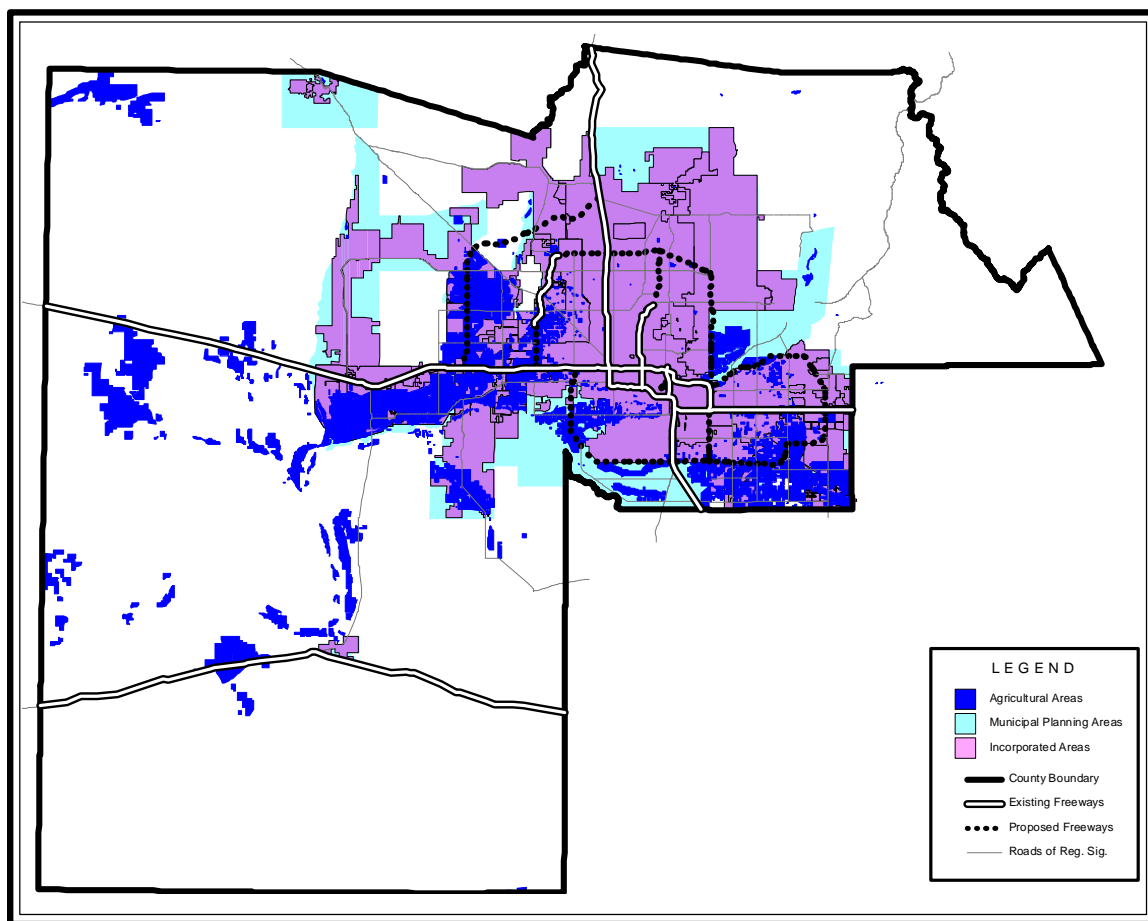 LEGEND
Agricultural Areas
Municipal Planning Areas
Incorporated Areas
County Boundary
Existing Freeways
Proposed Freeways
Roads of Reg. Sig.